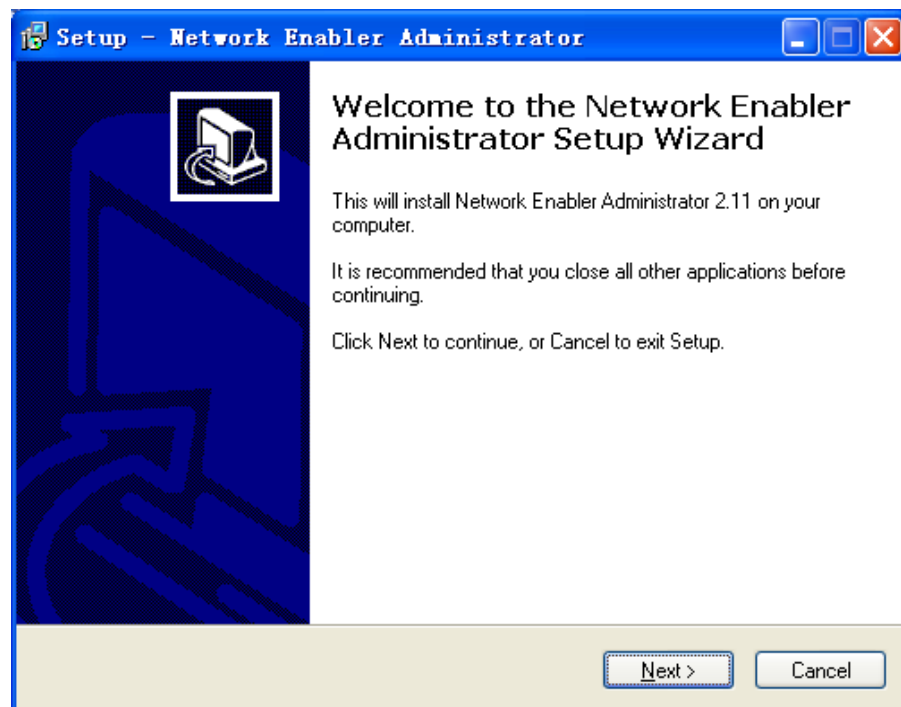 Setup - Network Enabler Administrator
Welcome to the Network Enabler
Administrator Setup Wizard
This will install Network Enabler Administrator 2.11 on your
computer.
It is recommended that you close all other applications before
continuing.
Click Next to continue, or Cancel to exit Setup.
Next >
Cancel